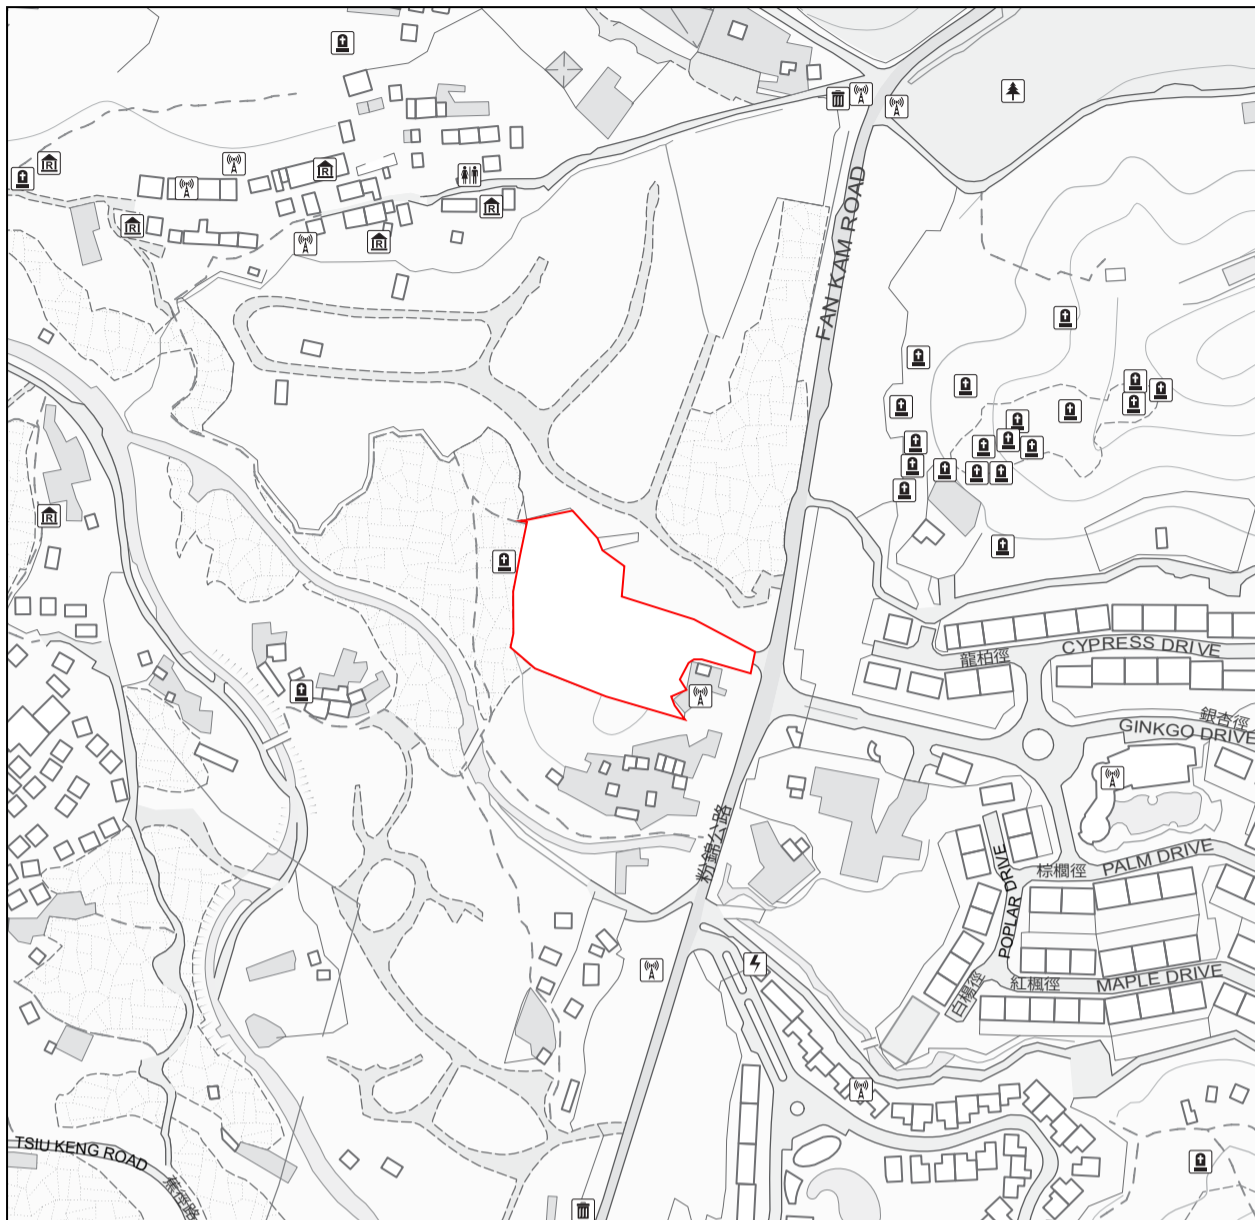 FAN KAM ROAD
CYPRESS DRIVE
龍柏徑
銀杏徑
GINKGO DRIVE
粉錦公路
PALM DRIVE
棕櫚徑
POPLAR DRIVE
MAPLE DRIVE
紅楓徑
白楊徑
TSIU KENG ROAD
蕉徑路